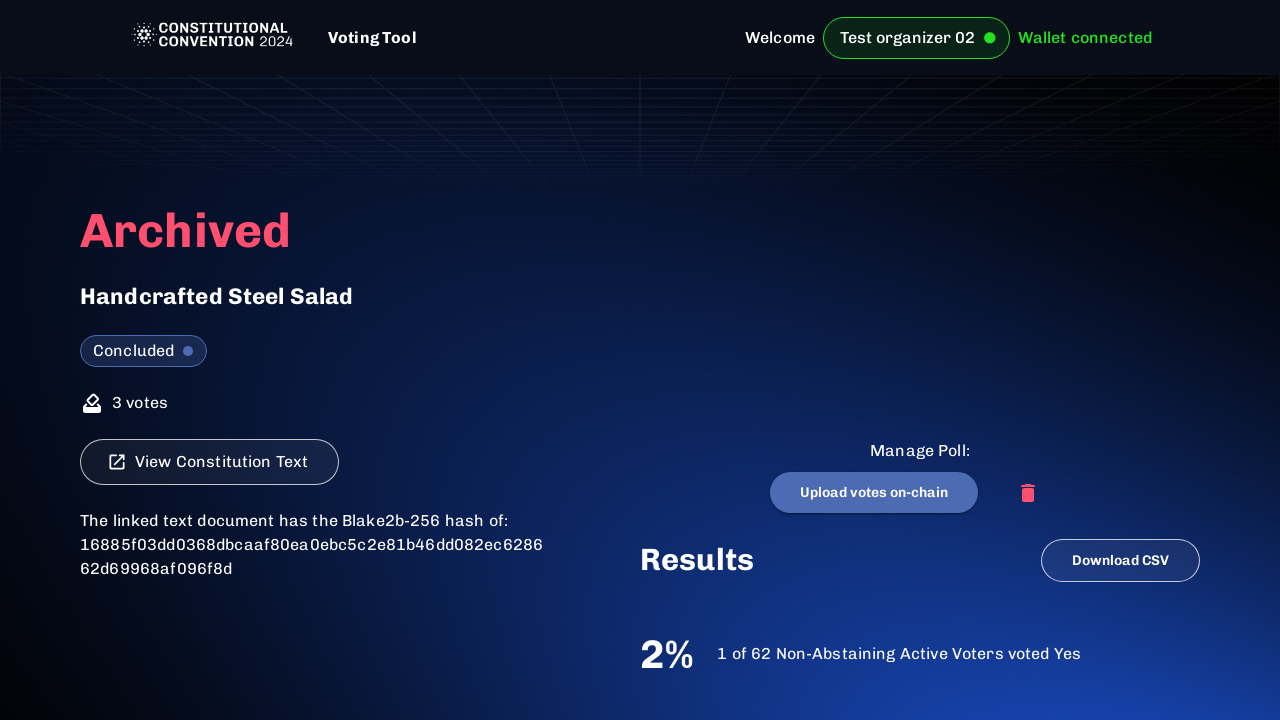 CONSTITUTIONAL
CONVENTION 2024
Voting Tool
Welcome
Test organizer 02
Wallet connected
Archived
Handcrafted Steel Salad
Concluded
3 votes
View Constitution Text
The linked text document has the Blake2b-256 hash of:
16885f03dd0368dbcaaf80ea0ebc5c2e81b46dd082ec6286
62d69968af096f8d
Manage Poll:
Upload votes on-chain
Results
Download CSV
2%
1 of 62 Non-Abstaining Active Voters voted Yes